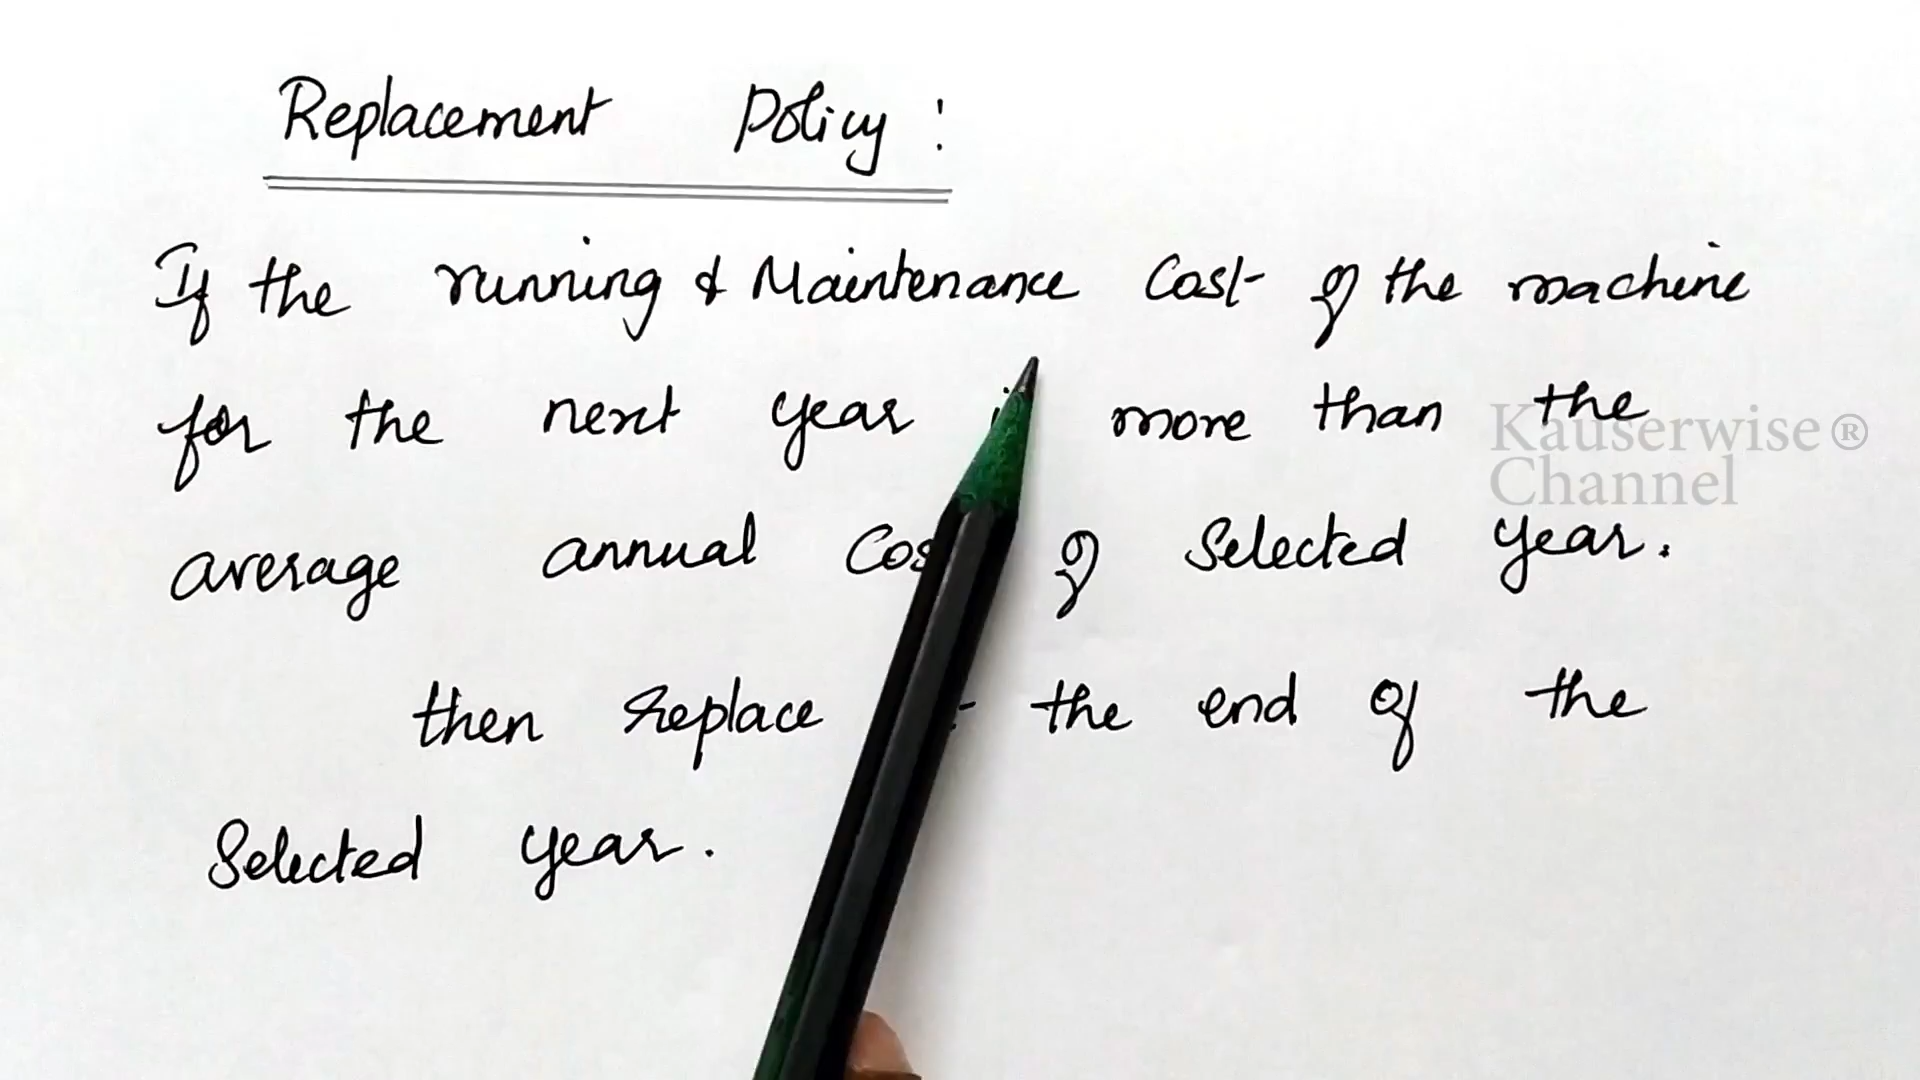 Replacement Policy :
If the running & Maintenance Cost of the machine
for the next year more than the
Kauserwise®
Channel
average annual of Selected year.
then replace the end of the
Selected year.